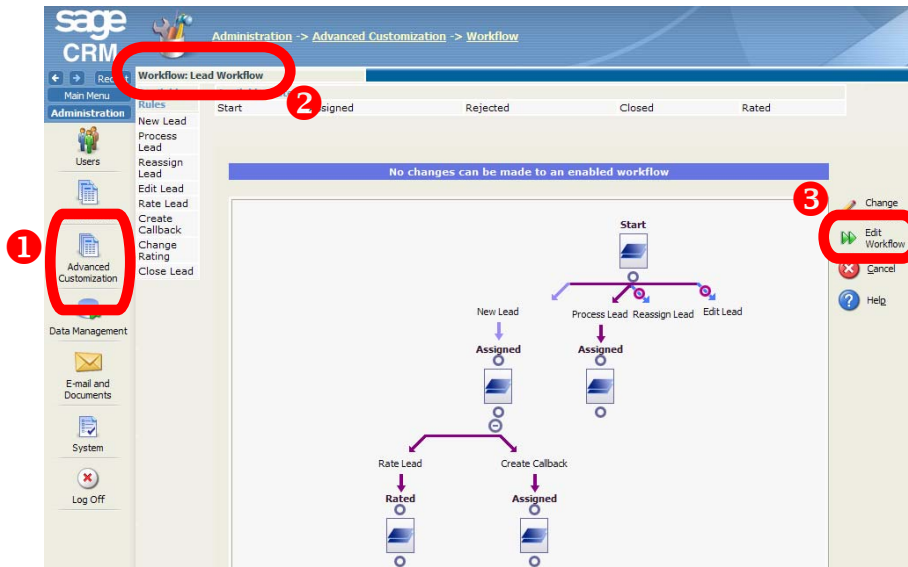 sage
CRM
Administration -> Advanced Customization -> Workflow
Workflow: Lead Workflow
Main Menu
Administration
Users
1
Advanced
Customization
Data Management
E-mail and
Documents
System
Log Off
Rules
New Lead
Process
Lead
Reassign
Lead
Edit Lead
Rate Lead
Create
Callback
Change
Rating
Close Lead
2
Start
Rejected
Closed
Rated
No changes can be made to an enabled workflow
Start
New Lead
Process Lead
Reassign Lead
Edit Lead
Assigned
Assigned
Rate Lead
Create Callback
Rated
Assigned
3
Change
Edit
Workflow
Cancel
Help